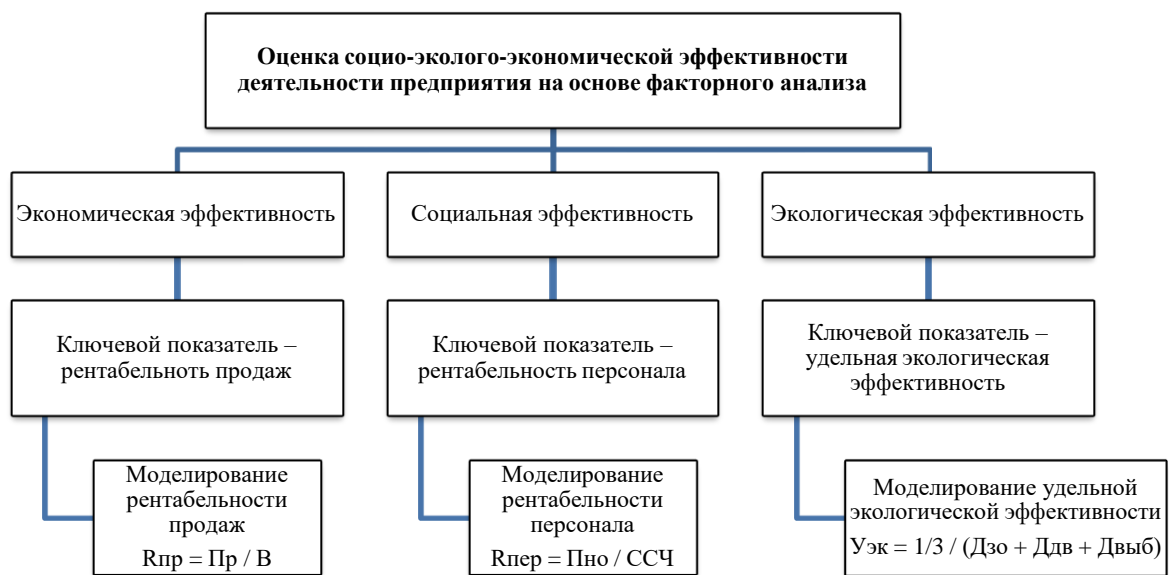 Оценка социо-эколого-экономической эффективности
деятельности предприятия на основе факторного анализа
Экономическая эффективность
Социальная эффективность
Экологическая эффективность
Ключевой показатель –
рентабельноть продаж
Ключевой показатель –
рентабельность персонала
Ключевой показатель –
удельная экологическая
эффективность
Моделирование
рентабельности
продаж
Rпр = Пр / В
Моделирование
рентабельности
персонала
Rпер = Пно / ССЧ
Моделирование удельной
экологической эффективности
Уэк = 1/3 / (Дзо + Ддв + Двыб)